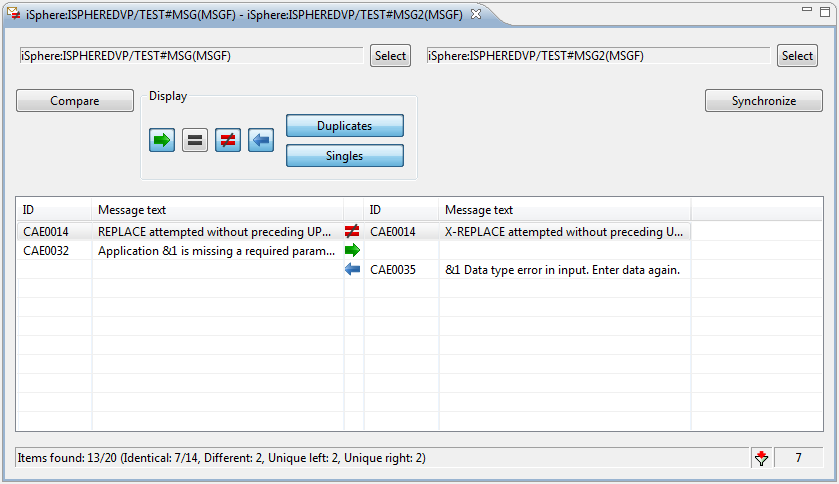 iSphere:ISPHEREDVP/TEST#MSG(MSGF) - iSphere:ISPHEREDVP/TEST#MSG2(MSGF)
iSphere:ISPHEREDVP/TEST#MSG(MSGF) Select iSphere:ISPHEREDVP/TEST#MSG2(MSGF) Select
Compare Display Synchronize
Duplicates
Singles
ID Message text ID Message text
CAE0014 REPLACE attempted without preceding UP... CAE0014 X-REPLACE attempted without preceding U...
CAE0032 Application &1 is missing a required param...
CAE0035 &1 Data type error in input. Enter data again.
Items found: 13/20 (Identical: 7/14, Different: 2, Unique left: 2, Unique right: 2) 7